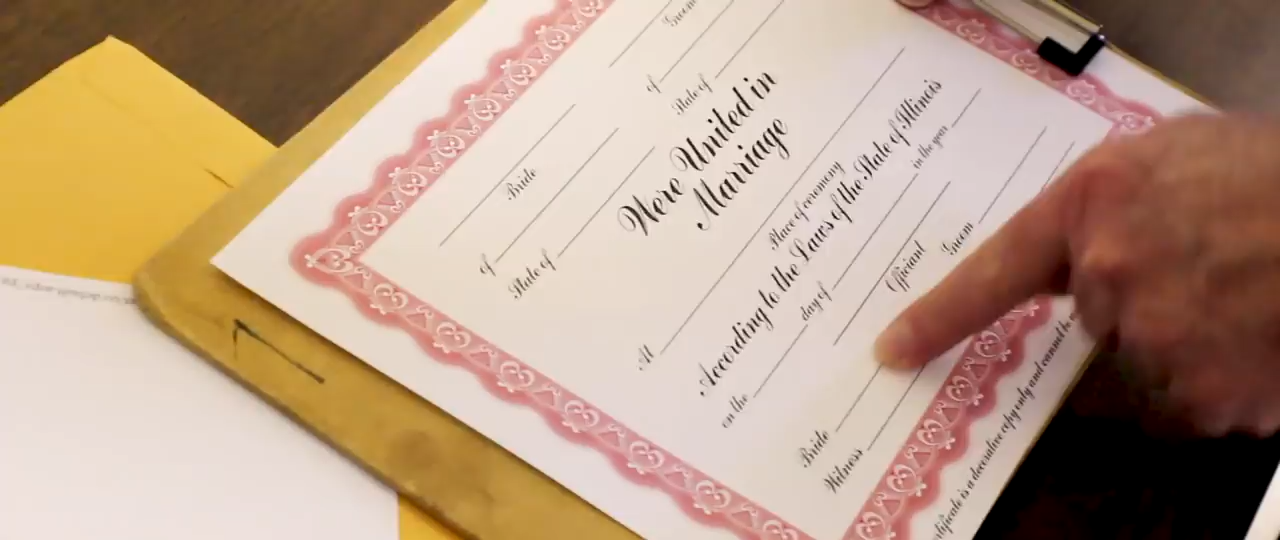 Groom
of
State of
Bride
of
State of
Were United in
Marriage
At
Place of ceremony
According to the Laws of the State of Illinois
on the day of in the year
Officiant
Bride Groom
Witness
certificate is a decorative copy only and cannot be